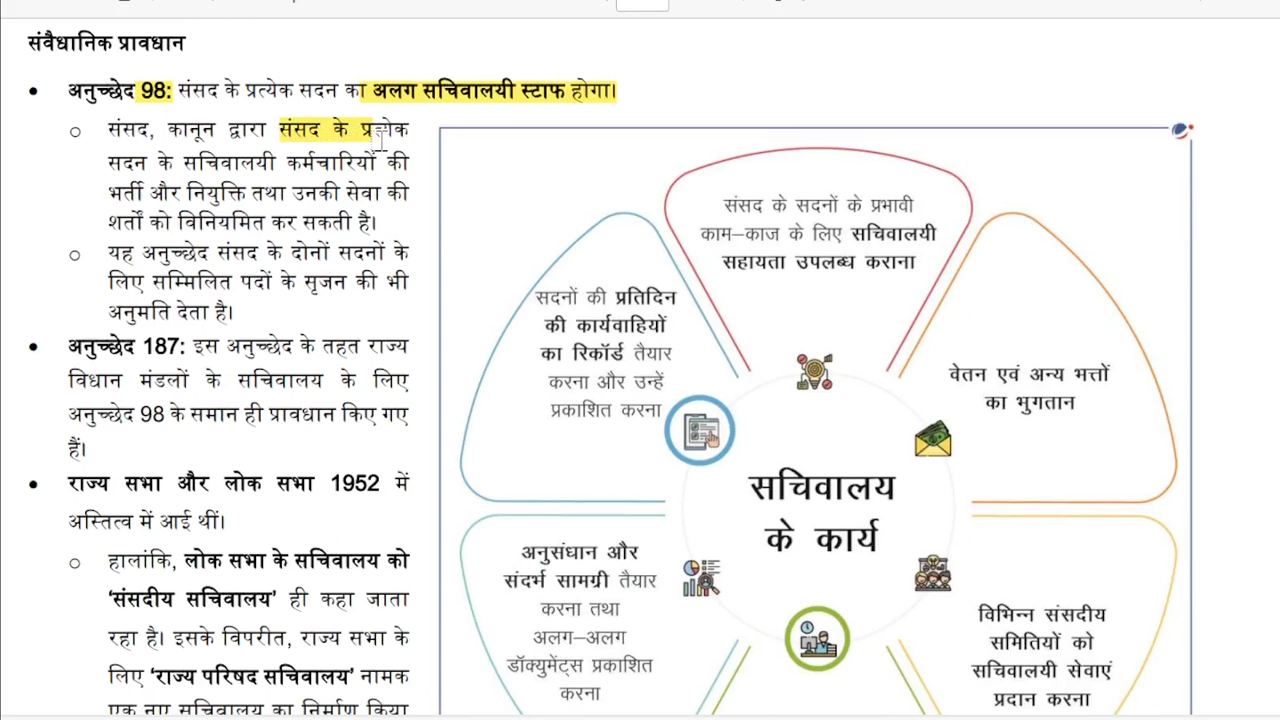 संवैधानिक प्रावधान
अनुच्छेद 98: संसद के प्रत्येक सदन का अलग सचिवालयी स्टाफ होगा।
संसद, कानून द्वारा संसद के प्रत्येक
सदन के सचिवालयी कर्मचारियों की
भर्ती और नियुक्ति तथा उनकी सेवा की
शर्तों को विनियमित कर सकती है।
यह अनुच्छेद संसद के दोनों सदनों के
लिए सम्मिलित पदों के सृजन की भी
अनुमति देता है।
अनुच्छेद 187: इस अनुच्छेद के तहत राज्य
विधान मंडलों के सचिवालय के लिए
अनुच्छेद 98 के समान ही प्रावधान किए गए
हैं।
राज्य सभा और लोक सभा 1952 में
अस्तित्व में आई थीं।
हालांकि, लोक सभा के सचिवालय को
‘संसदीय सचिवालय’ ही कहा जाता
रहा है। इसके विपरीत, राज्य सभा के
लिए ‘राज्य परिषद सचिवालय’ नामक
एक नए सचिवालय का निर्माण किया
संसद के सदनों के प्रभावी
काम–काज के लिए सचिवालयी
सहायता उपलब्ध कराना
सदनों की प्रतिदिन
की कार्यवाहियों
का रिकॉर्ड तैयार
करना और उन्हें
प्रकाशित करना
वेतन एवं अन्य भत्तों
का भुगतान
सचिवालय
के कार्य
अनुसंधान और
संदर्भ सामग्री तैयार
करना तथा
अलग–अलग
डॉक्युमेंट्स प्रकाशित
करना
विभिन्न संसदीय
समितियों को
सचिवालयी सेवाएं
प्रदान करना